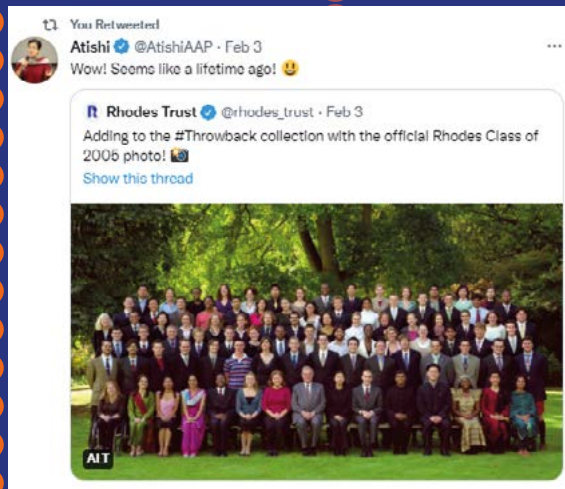 You Retweeted
Atishi @AtishiAAP · Feb 3
Wow! Seems like a lifetime ago! 😃
Rhodes Trust @rhodes_trust · Feb 3
Adding to the #Throwback collection with the official Rhodes Class of
2005 photo! 📸
Show this thread
ALT